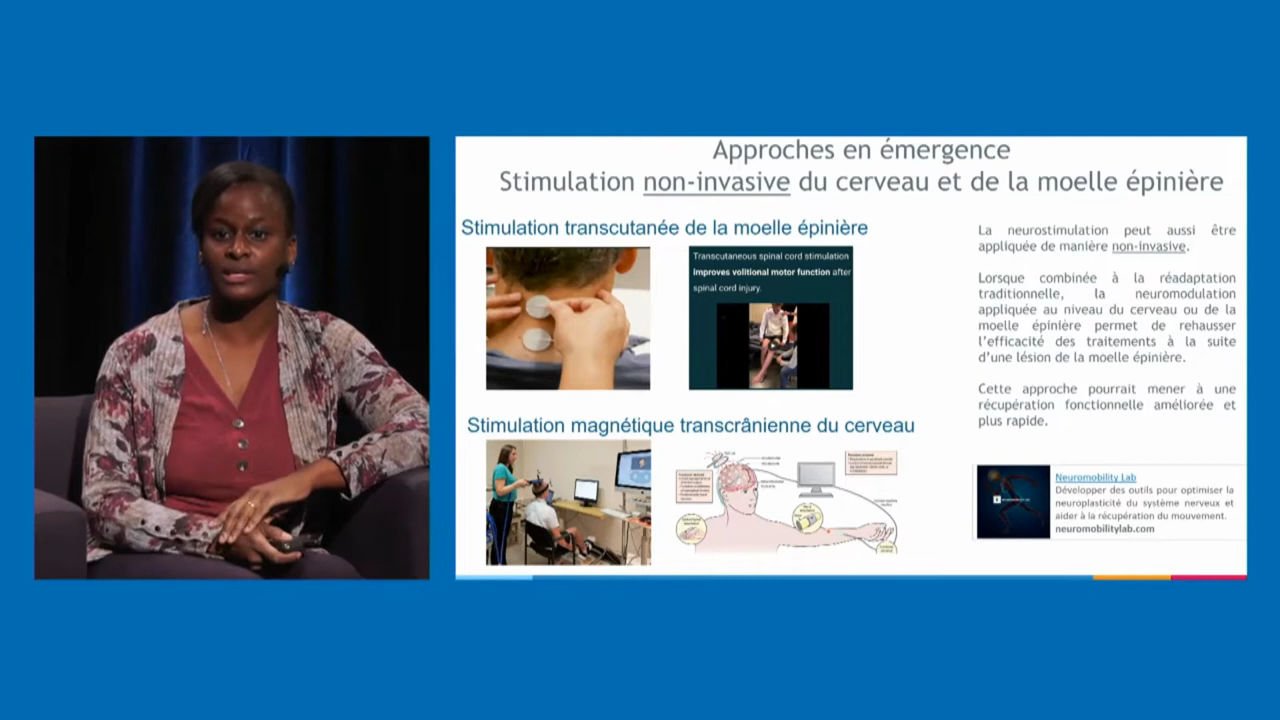 Approches en émergence
Stimulation non-invasive du cerveau et de la moelle épinière
Stimulation transcutanée de la moelle épinière
Transcutaneous spinal cord stimulation
Improves volitional motor function after
spinal cord injury.
Stimulation magnétique transcrânienne du cerveau
La neurostimulation peut aussi être
appliquée de manière non-invasive.
Lorsque combinée à la réadaptation
traditionnelle, la neuromodulation
appliquée au niveau du cerveau ou de la
moelle épinière permet de rehausser
l’efficacité des traitements à la suite
d’une lésion de la moelle épinière.
Cette approche pourrait mener à une
récupération fonctionnelle améliorée et
plus rapide.
Neuromobility Lab
Développer des outils pour optimiser la
neuroplasticité du système nerveux et
aider à la récupération du mouvement.
neuromobilitylab.com